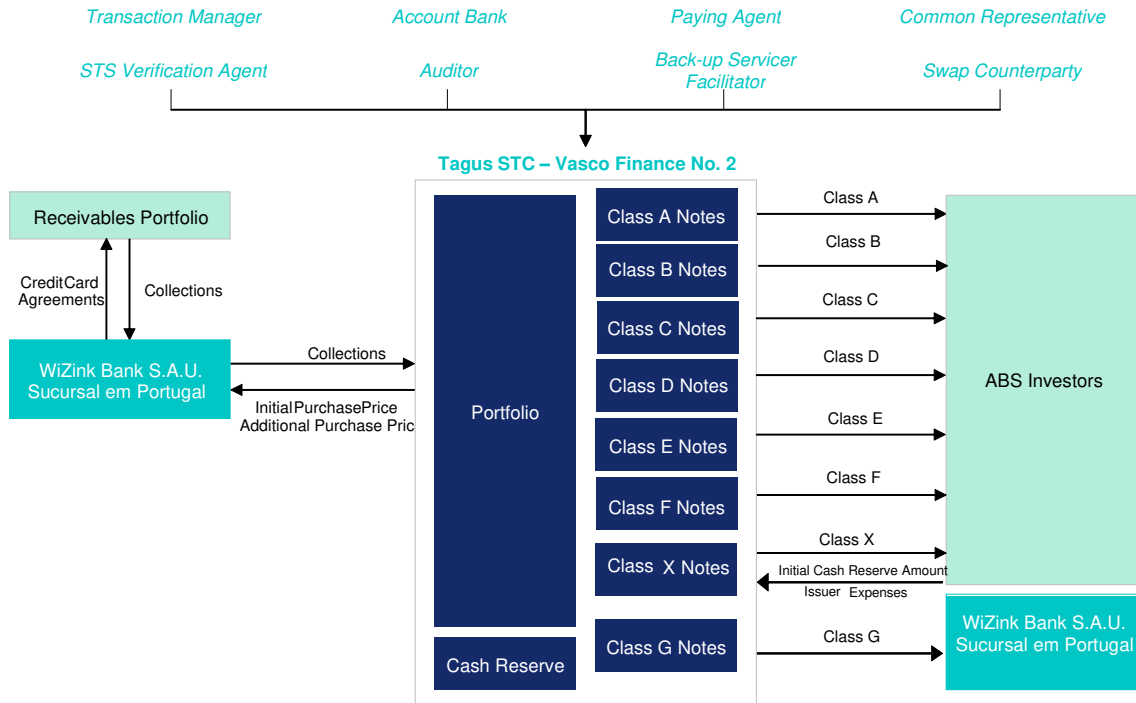 Transaction Manager
Account Bank
Paying Agent
Common Representative
STS Verification Agent
Auditor
Back-up Servicer
Facilitator
Swap Counterparty
Tagus STC – Vasco Finance No. 2
Receivables Portfolio
CreditCard
Agreements
Collections
WiZink Bank S.A.U.
Sucursal em Portugal
Collections
InitialPurchasePrice
Additional Purchase Pric
Portfolio
Cash Reserve
Class A Notes
Class B Notes
Class C Notes
Class D Notes
Class E Notes
Class F Notes
Class X Notes
Class G Notes
Class A
Class B
Class C
Class D
Class E
Class F
Class X
Initial Cash Reserve Amount
Issuer Expenses
Class G
ABS Investors
WiZink Bank S.A.U.
Sucursal em Portugal